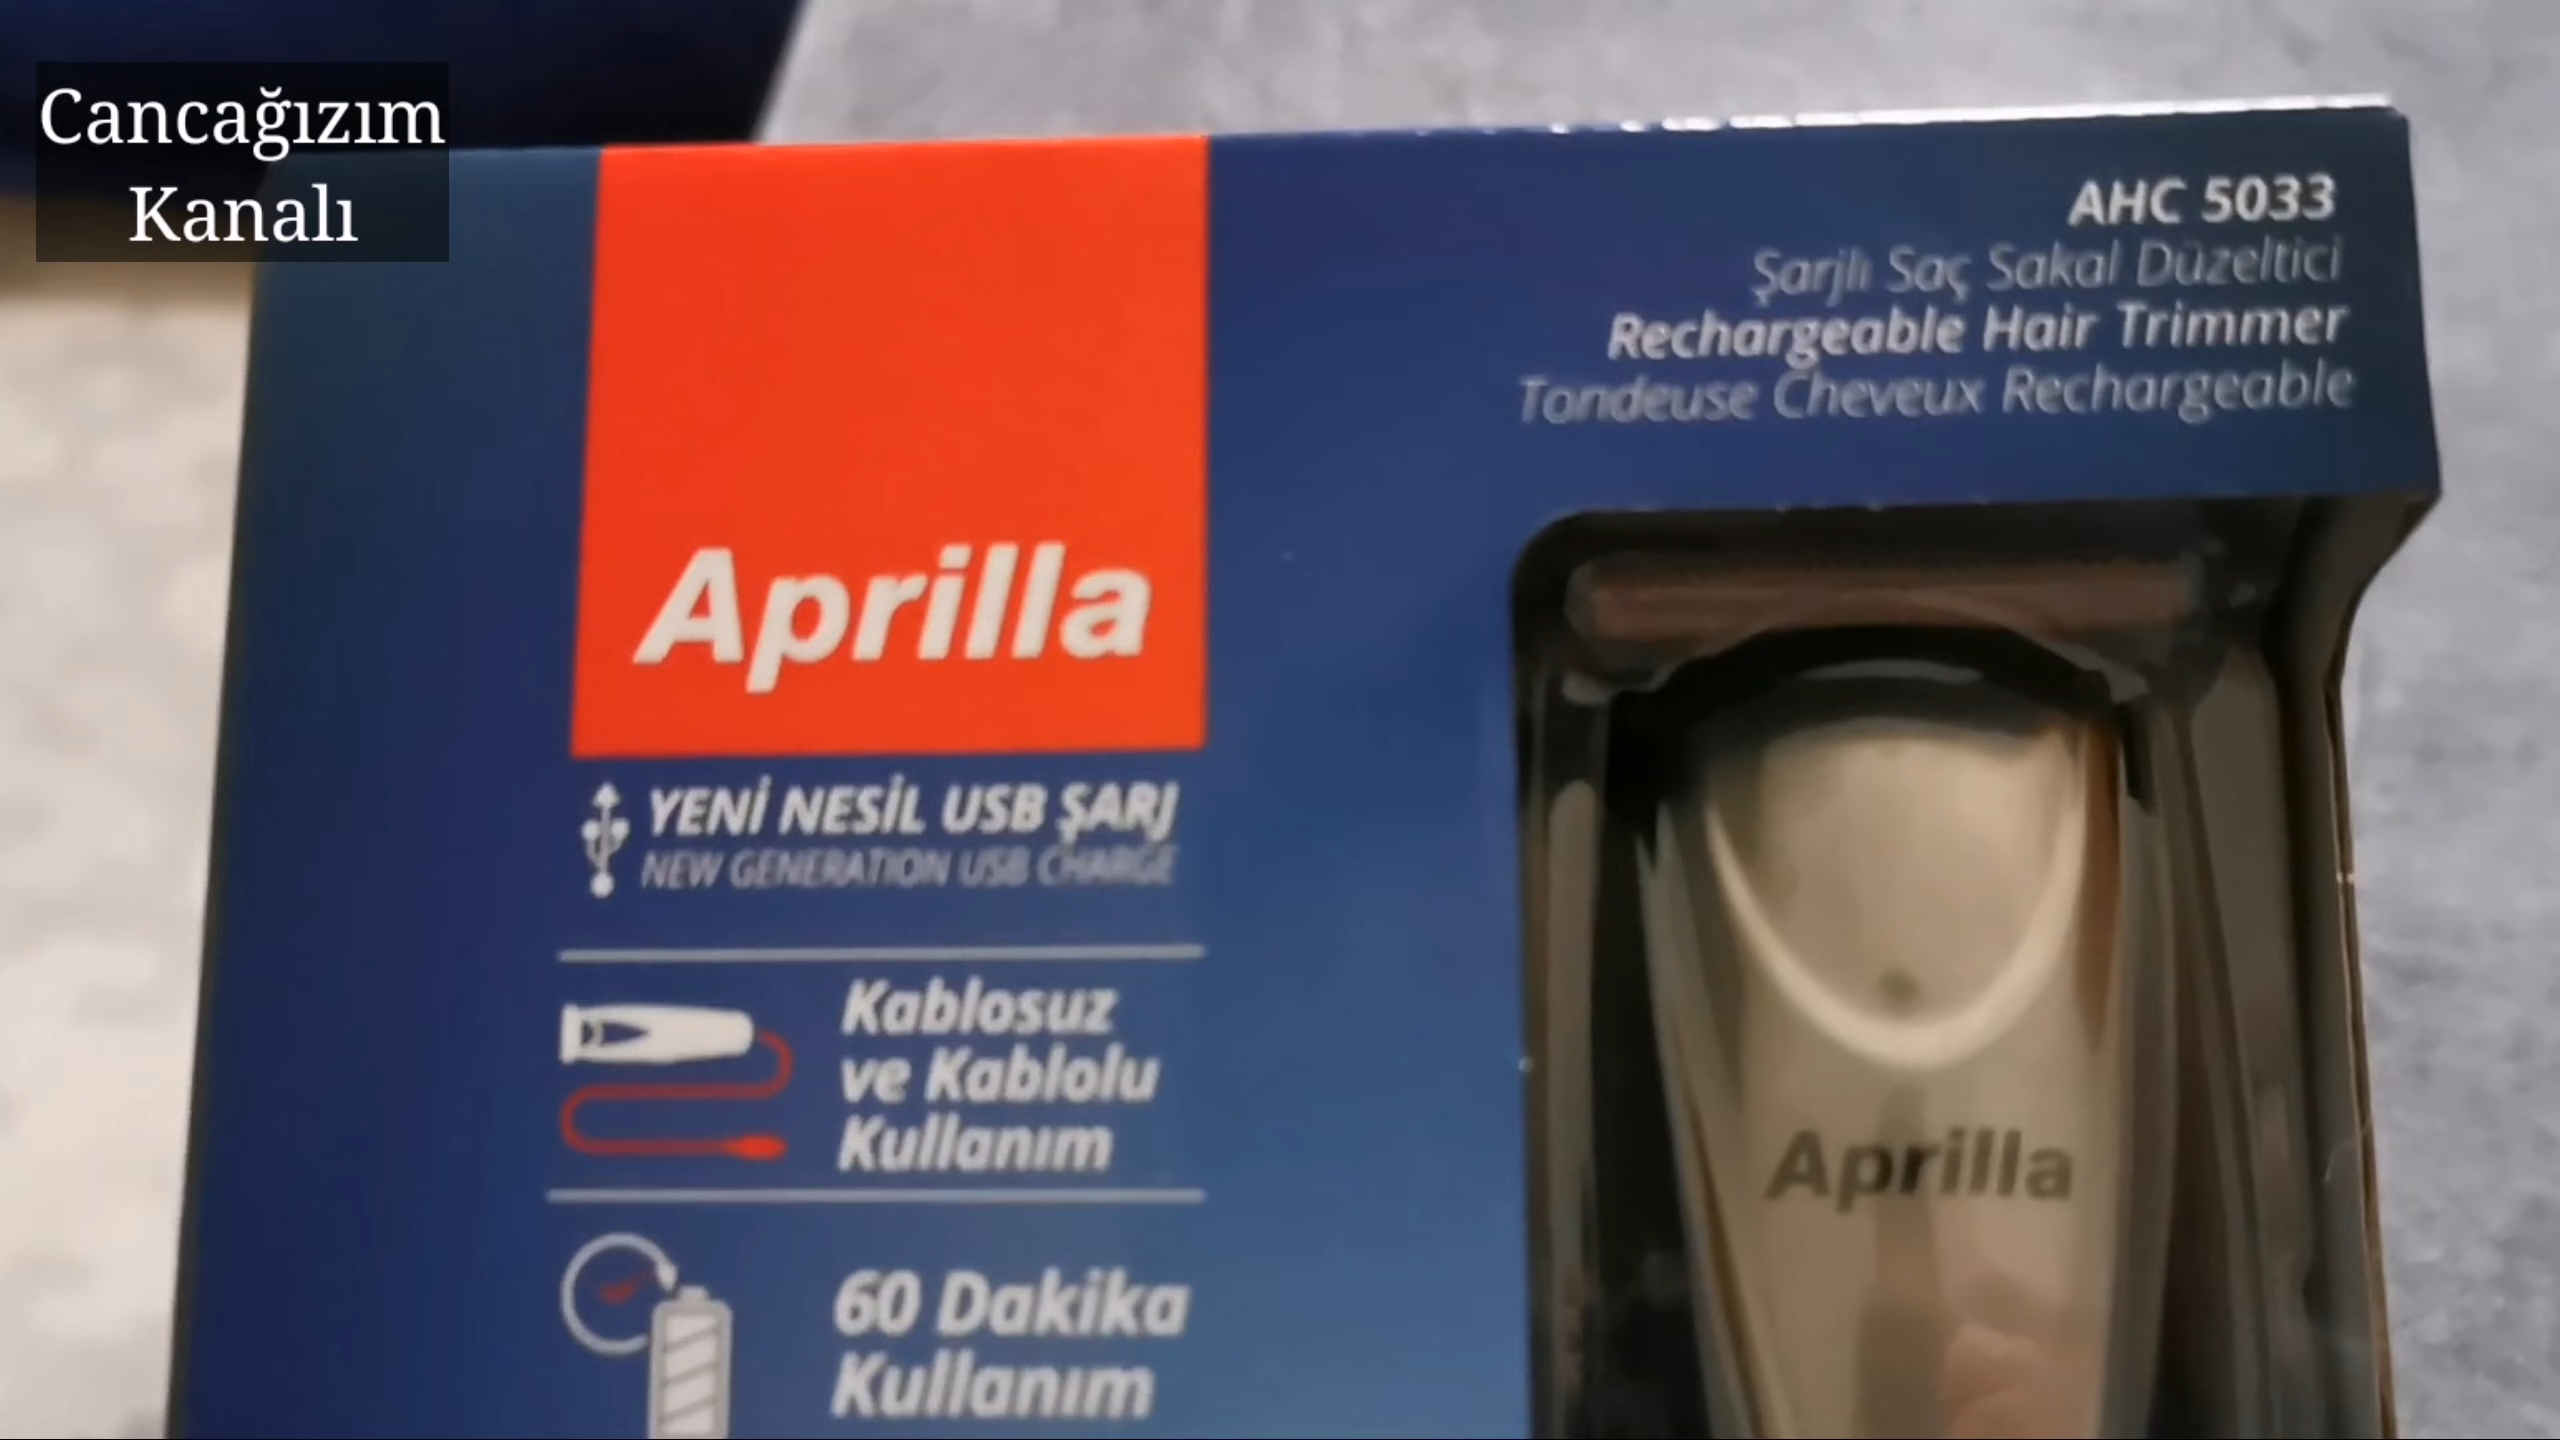 Cancağızım
Kanalı
AHC 5033
Şarjlı Saç Sakal Düzeltici
Rechargeable Hair Trimmer
Tondeuse Cheveux Rechargeable
Aprilla
YENİ NESİL USB ŞARJ
NEW GENERATION USB CHARGE
Kablosuz
ve Kablolu
Kullanım
60 Dakika
Kullanım
Aprilla